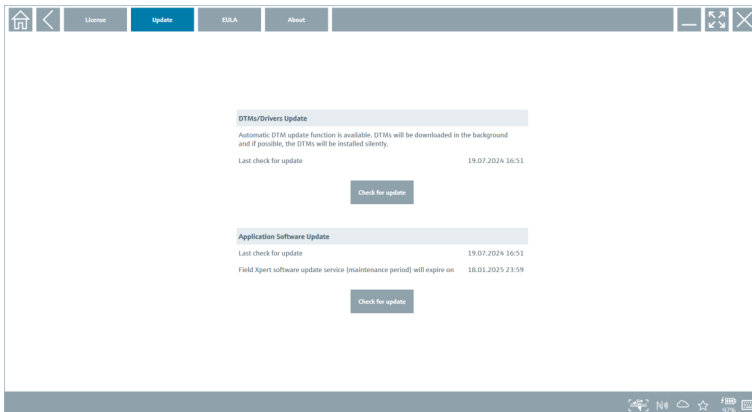 License
Update
EULA
About
DTMs/Drivers Update
Automatic DTM update function is available. DTMs will be downloaded in the background
and if possible, the DTMs will be installed silently.
Last check for update 19.07.2024 16:51
Check for update
Application Software Update
Last check for update 19.07.2024 16:51
Field Xpert software update service (maintenance period) will expire on 18.01.2025 23:59
Check for update
97%